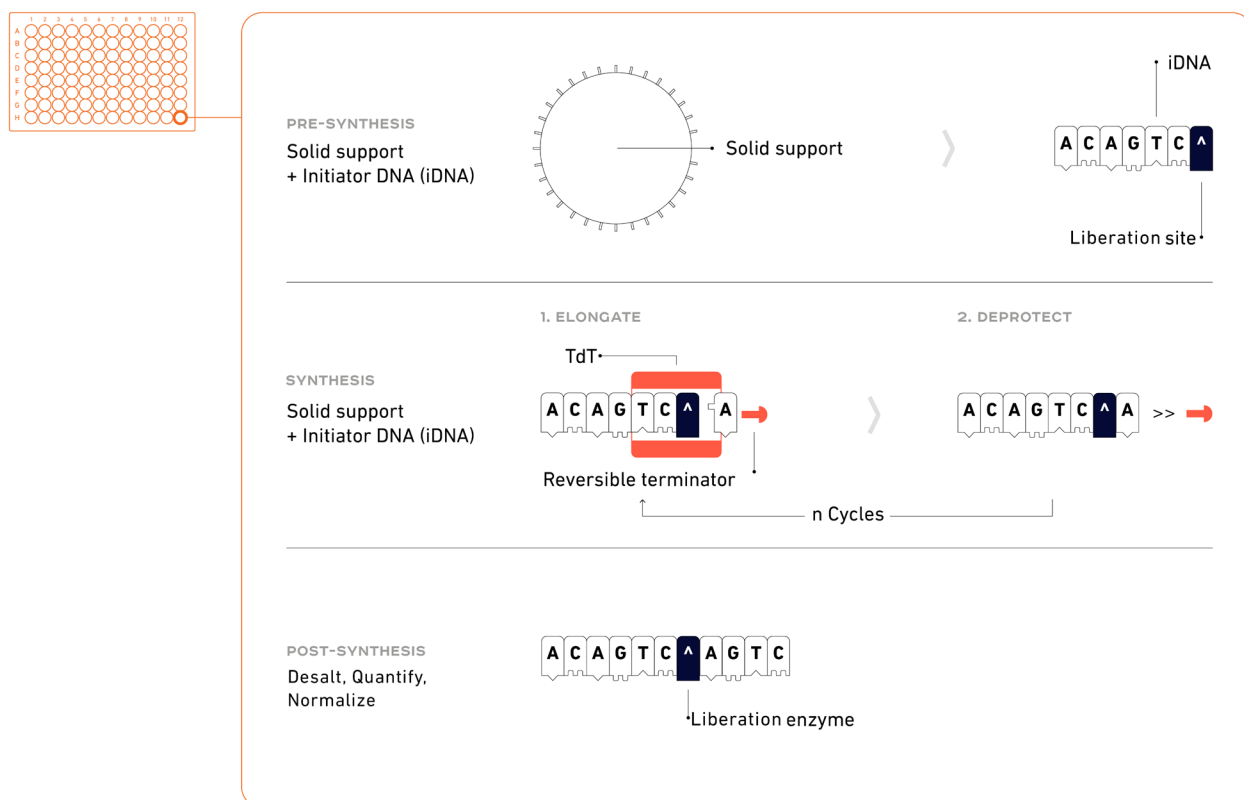 1 2 3 4 5 6 7 8 9 10 11 12
A
B
C
D
E
F
G
H
PRE-SYNTHESIS
Solid support
+ Initiator DNA (iDNA)
Solid support
iDNA
A C A G T C ^
Liberation site
SYNTHESIS
Solid support
+ Initiator DNA (iDNA)
1. ELONGATE
TdT
A C A G T C ^ A
Reversible terminator
2. DEPROTECT
A C A G T C ^ A >>
n Cycles
POST-SYNTHESIS
Desalt, Quantify,
Normalize
A C A G T C ^ A G T C
Liberation enzyme